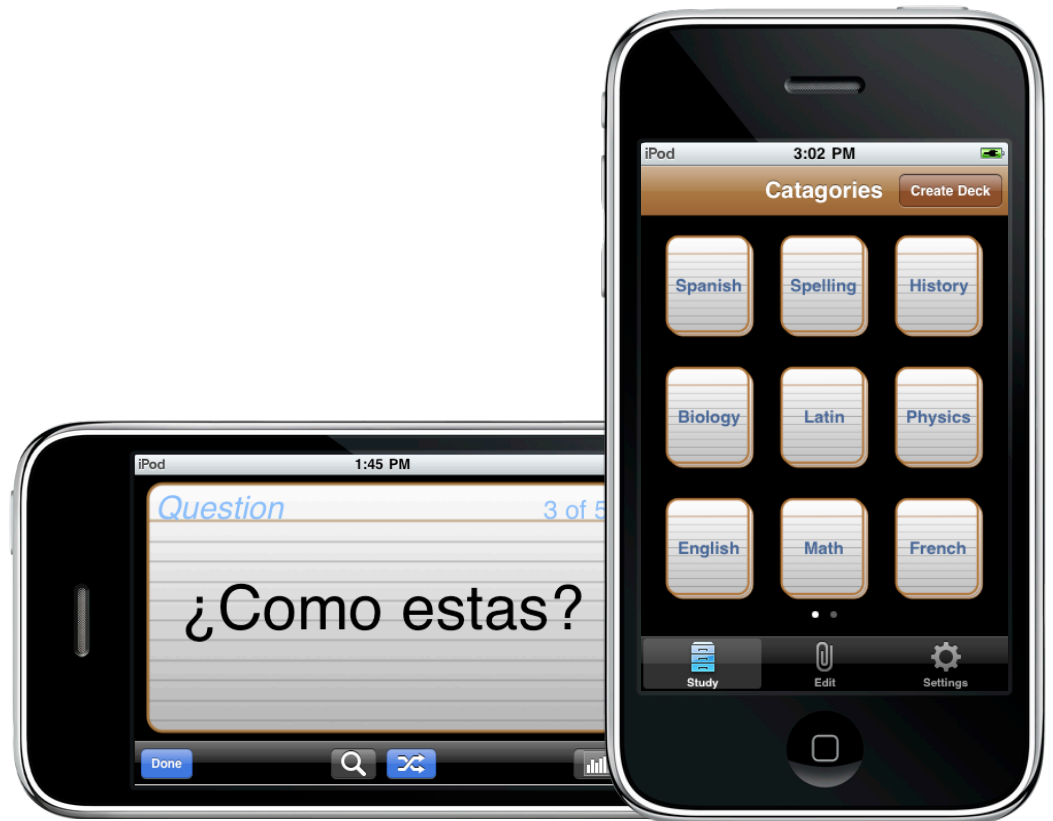 iPod 3:02 PM
Catagories Create Deck
Spanish Spelling History
Biology Latin Physics
English Math French
Study Edit Settings
iPod 1:45 PM
Question 3 of 5
¿Como estas?
Done